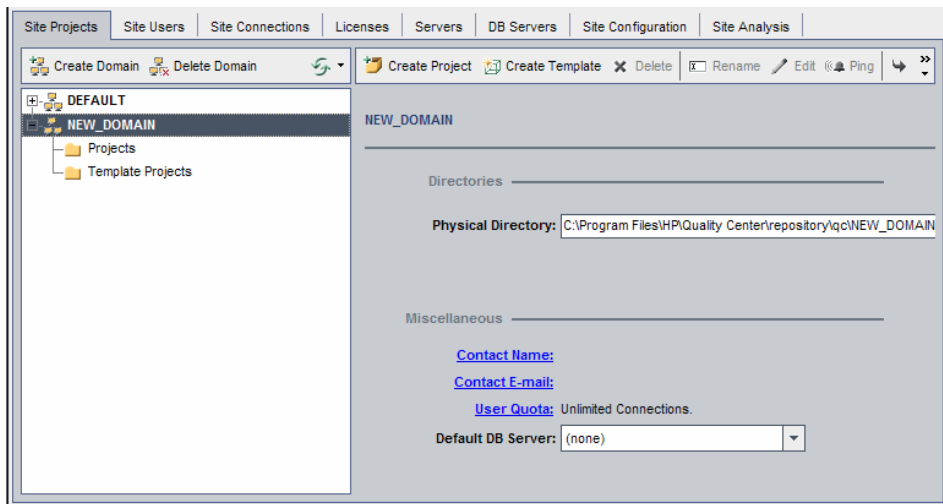 Site Projects Site Users Site Connections Licenses Servers DB Servers Site Configuration Site Analysis
Create Domain Delete Domain Create Project Create Template Delete Rename Edit Ping
DEFAULT
NEW_DOMAIN
Projects
Template Projects
NEW_DOMAIN
Directories
Physical Directory: C:\Program Files\HP\Quality Center\repository\qc\NEW_DOMAIN
Miscellaneous
Contact Name:
Contact E-mail:
User Quota: Unlimited Connections.
Default DB Server: (none)